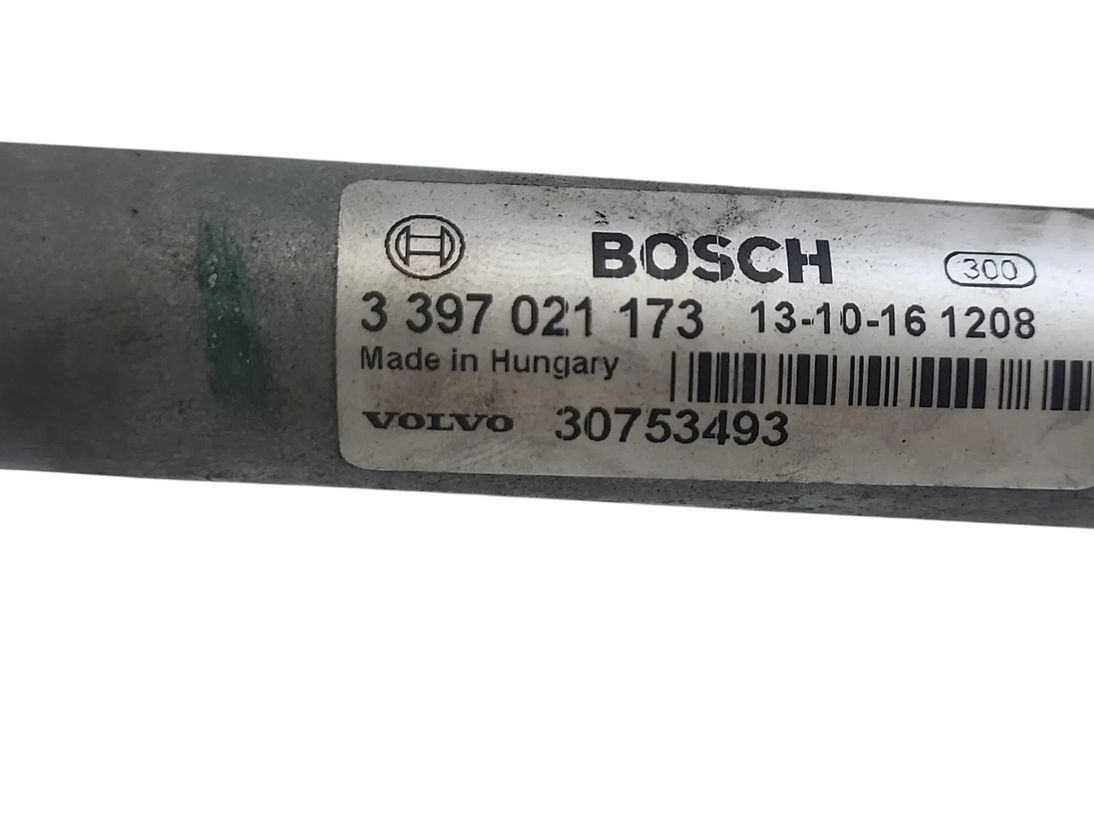 BOSCH 300
3 397 021 173 13-10-16 1208
Made in Hungary
VOLVO 30753493